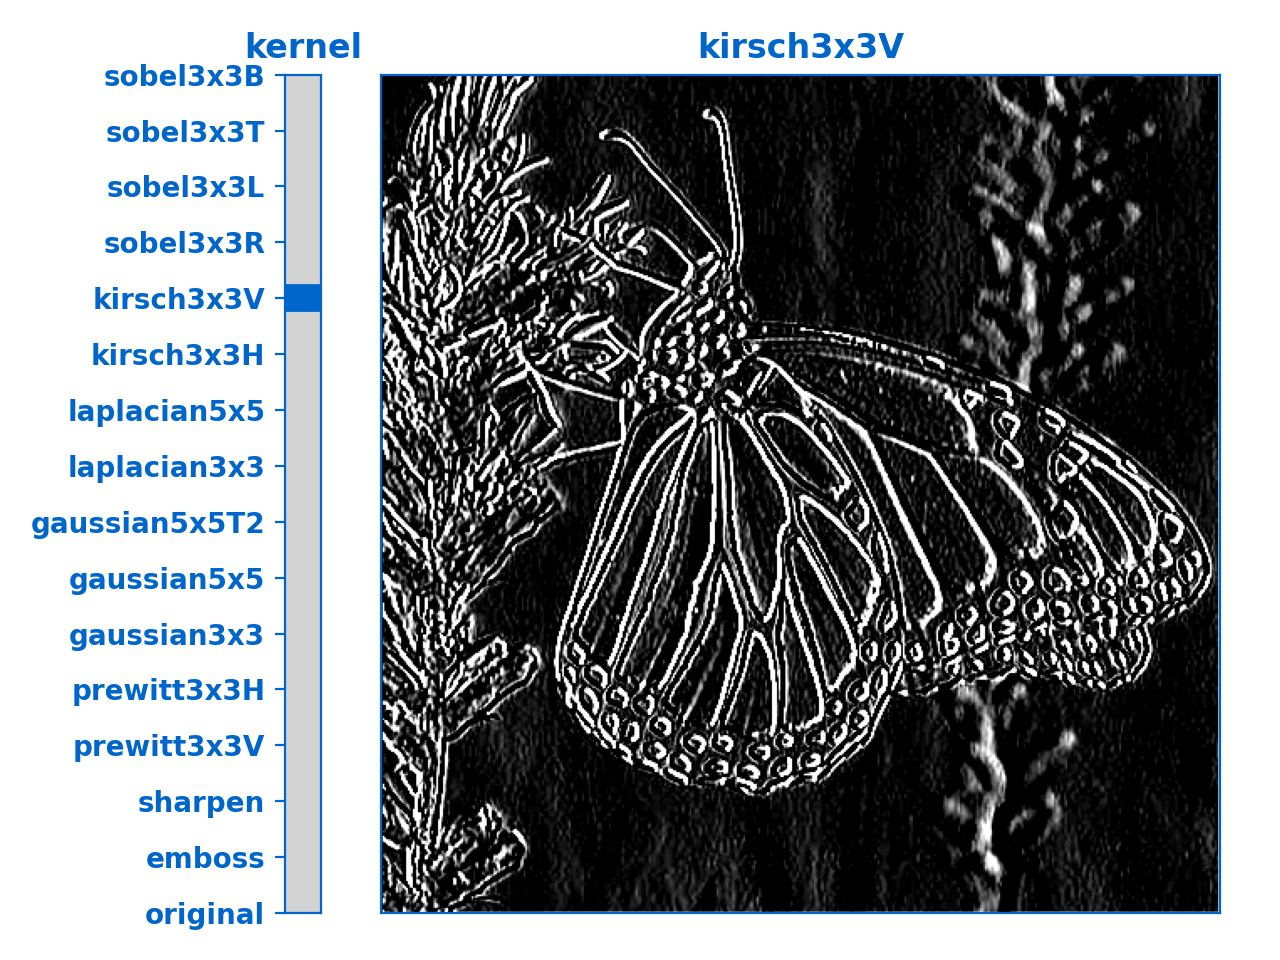 kernel
kirsch3x3V
sobel3x3B
sobel3x3T
sobel3x3L
sobel3x3R
kirsch3x3V
kirsch3x3H
laplacian5x5
laplacian3x3
gaussian5x5T2
gaussian5x5
gaussian3x3
prewitt3x3H
prewitt3x3V
sharpen
emboss
original